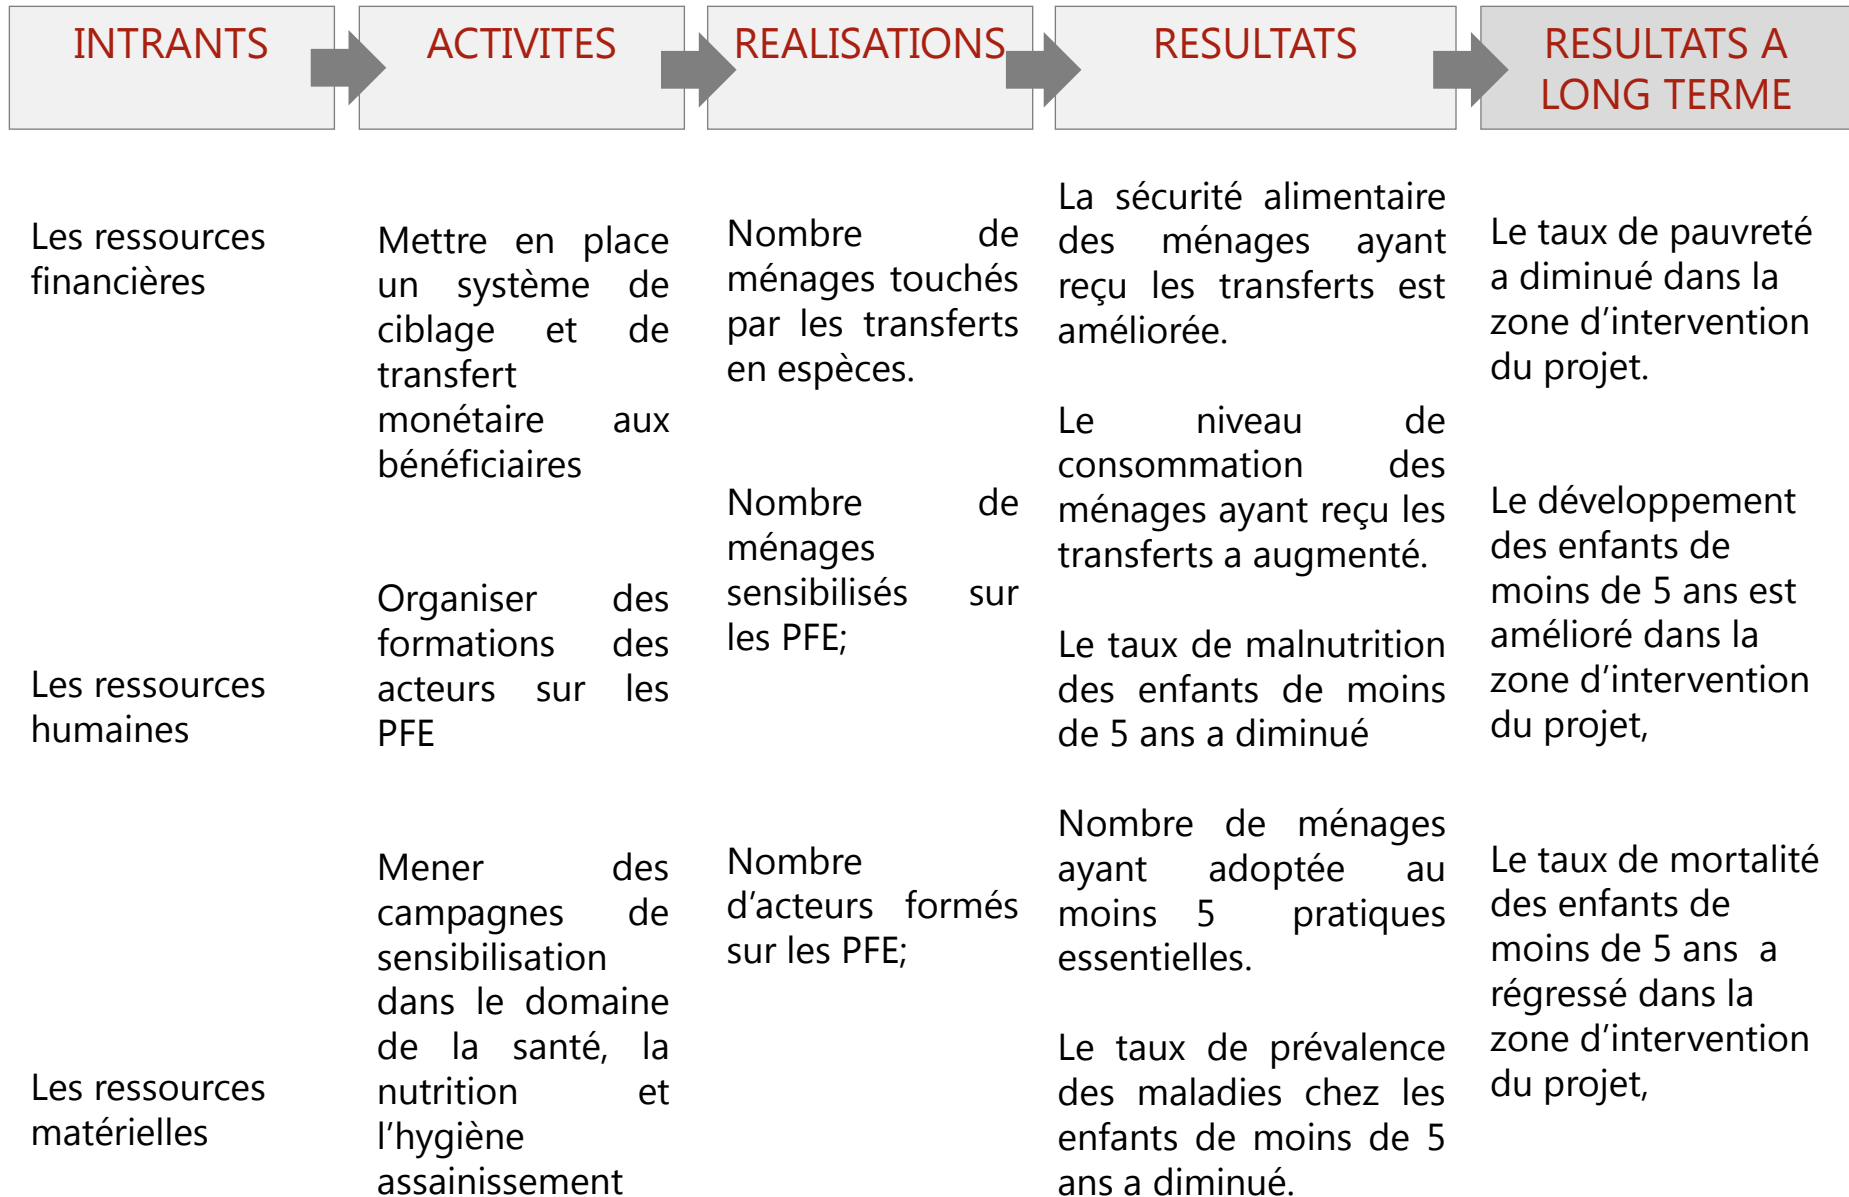 INTRANTS
ACTIVITES
REALISATIONS
RESULTATS
RESULTATS A
LONG TERME
Les ressources
financières
Les ressources
humaines
Les ressources
matérielles
Mettre en place
un système de
ciblage et de
transfert
monétaire aux
bénéficiaires
Organiser des
formations des
acteurs sur les
PFE
Mener des
campagnes de
sensibilisation
dans le domaine
de la santé, la
nutrition et
l’hygiène
assainissement
Nombre de
ménages touchés
par les transferts
en espèces.
Nombre de
ménages
sensibilisés sur
les PFE;
Nombre
d’acteurs formés
sur les PFE;
La sécurité alimentaire
des ménages ayant
reçu les transferts est
améliorée.
Le niveau de
consommation des
ménages ayant reçu les
transferts a augmenté.
Le taux de malnutrition
des enfants de moins
de 5 ans a diminué
Nombre de ménages
ayant adoptée au
moins 5 pratiques
essentielles.
Le taux de prévalence
des maladies chez les
enfants de moins de 5
ans a diminué.
Le taux de pauvreté
a diminué dans la
zone d’intervention
du projet.
Le développement
des enfants de
moins de 5 ans est
amélioré dans la
zone d’intervention
du projet,
Le taux de mortalité
des enfants de
moins de 5 ans a
régressé dans la
zone d’intervention
du projet,